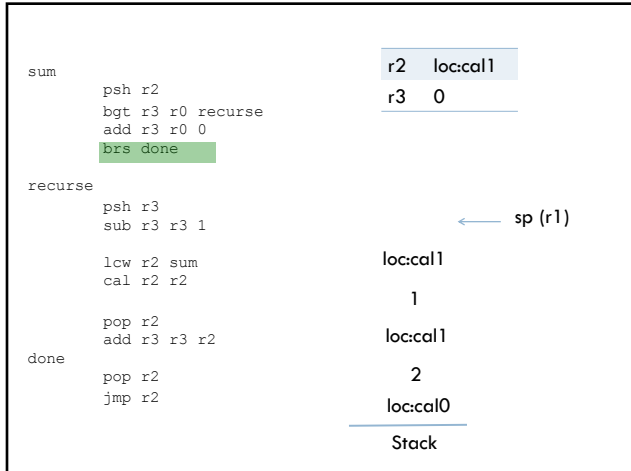 sum
psh r2
bgt r3 r0 recurse
add r3 r0 0
brs done
recurse
psh r3
sub r3 r3 1
lcw r2 sum
cal r2 r2
pop r2
add r3 r3 r2
done
pop r2
jmp r2
r2 loc:cal1
r3 0
sp (r1)
loc:cal1
1
loc:cal1
2
loc:cal0
Stack